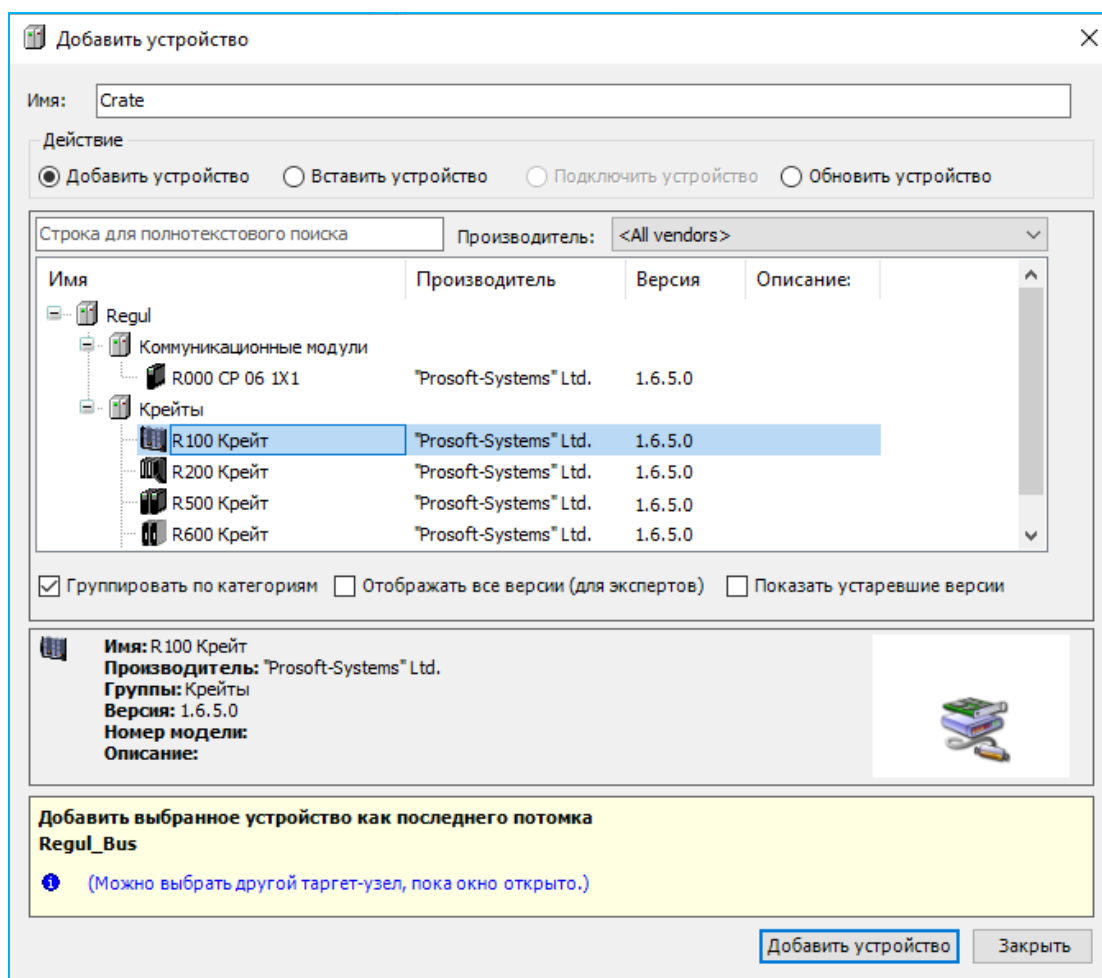 Добавить устройство
Имя: Crate
Действие
Добавить устройство Вставить устройство Подключить устройство Обновить устройство
Строка для полнотекстового поиска Производитель: <All vendors>
Имя Производитель Версия Описание:
Regul
Коммуникационные модули
R000 CP 06 1X1 "Prosoft-Systems" Ltd. 1.6.5.0
Крейты
R100 Крейт "Prosoft-Systems" Ltd. 1.6.5.0
R200 Крейт "Prosoft-Systems" Ltd. 1.6.5.0
R500 Крейт "Prosoft-Systems" Ltd. 1.6.5.0
R600 Крейт "Prosoft-Systems" Ltd. 1.6.5.0
Группировать по категориям Отображать все версии (для экспертов) Показать устаревшие версии
Имя: R100 Крейт
Производитель: "Prosoft-Systems" Ltd.
Группы: Крейты
Версия: 1.6.5.0
Номер модели:
Описание:
Добавить выбранное устройство как последнего потомка
Regul_Bus
(Можно выбрать другой таргет-узел, пока окно открыто.)
Добавить устройство Закрыть